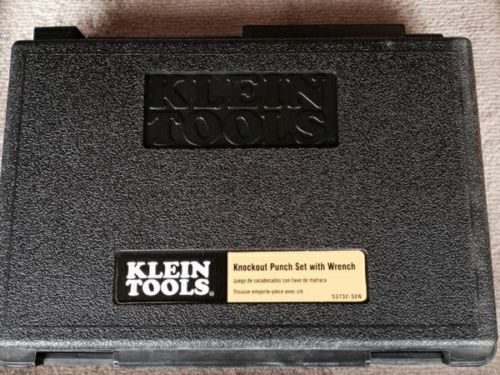 KLEIN
TOOLS
KLEIN
TOOLS®
Knockout Punch Set with Wrench
Juego de sacabocados con llave de matraca
Trousse emporte-pièce avec clé
53732-SEN